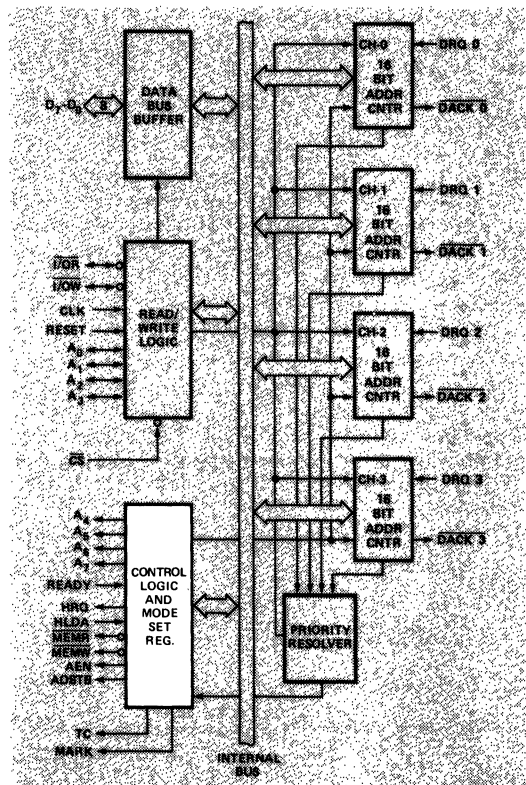 DATA
BUS
BUFFER
D7-D0
8
I/OR
I/OW
CLK
RESET
A0
A1
A2
A3
READ/
WRITE
LOGIC
CS
A4
A5
A6
A7
READY
HRQ
HLDA
MEMR
MEMW
AEN
ADSTB
CONTROL
LOGIC
AND
MODE
SET
REG.
TC
MARK
INTERNAL
BUS
CH-0
16
BIT
ADDR
CNTR
DRQ 0
DACK 0
CH-1
16
BIT
ADDR
CNTR
DRQ 1
DACK 1
CH-2
16
BIT
ADDR
CNTR
DRQ 2
DACK 2
CH-3
16
BIT
ADDR
CNTR
DRQ 3
DACK 3
PRIORITY
RESOLVER